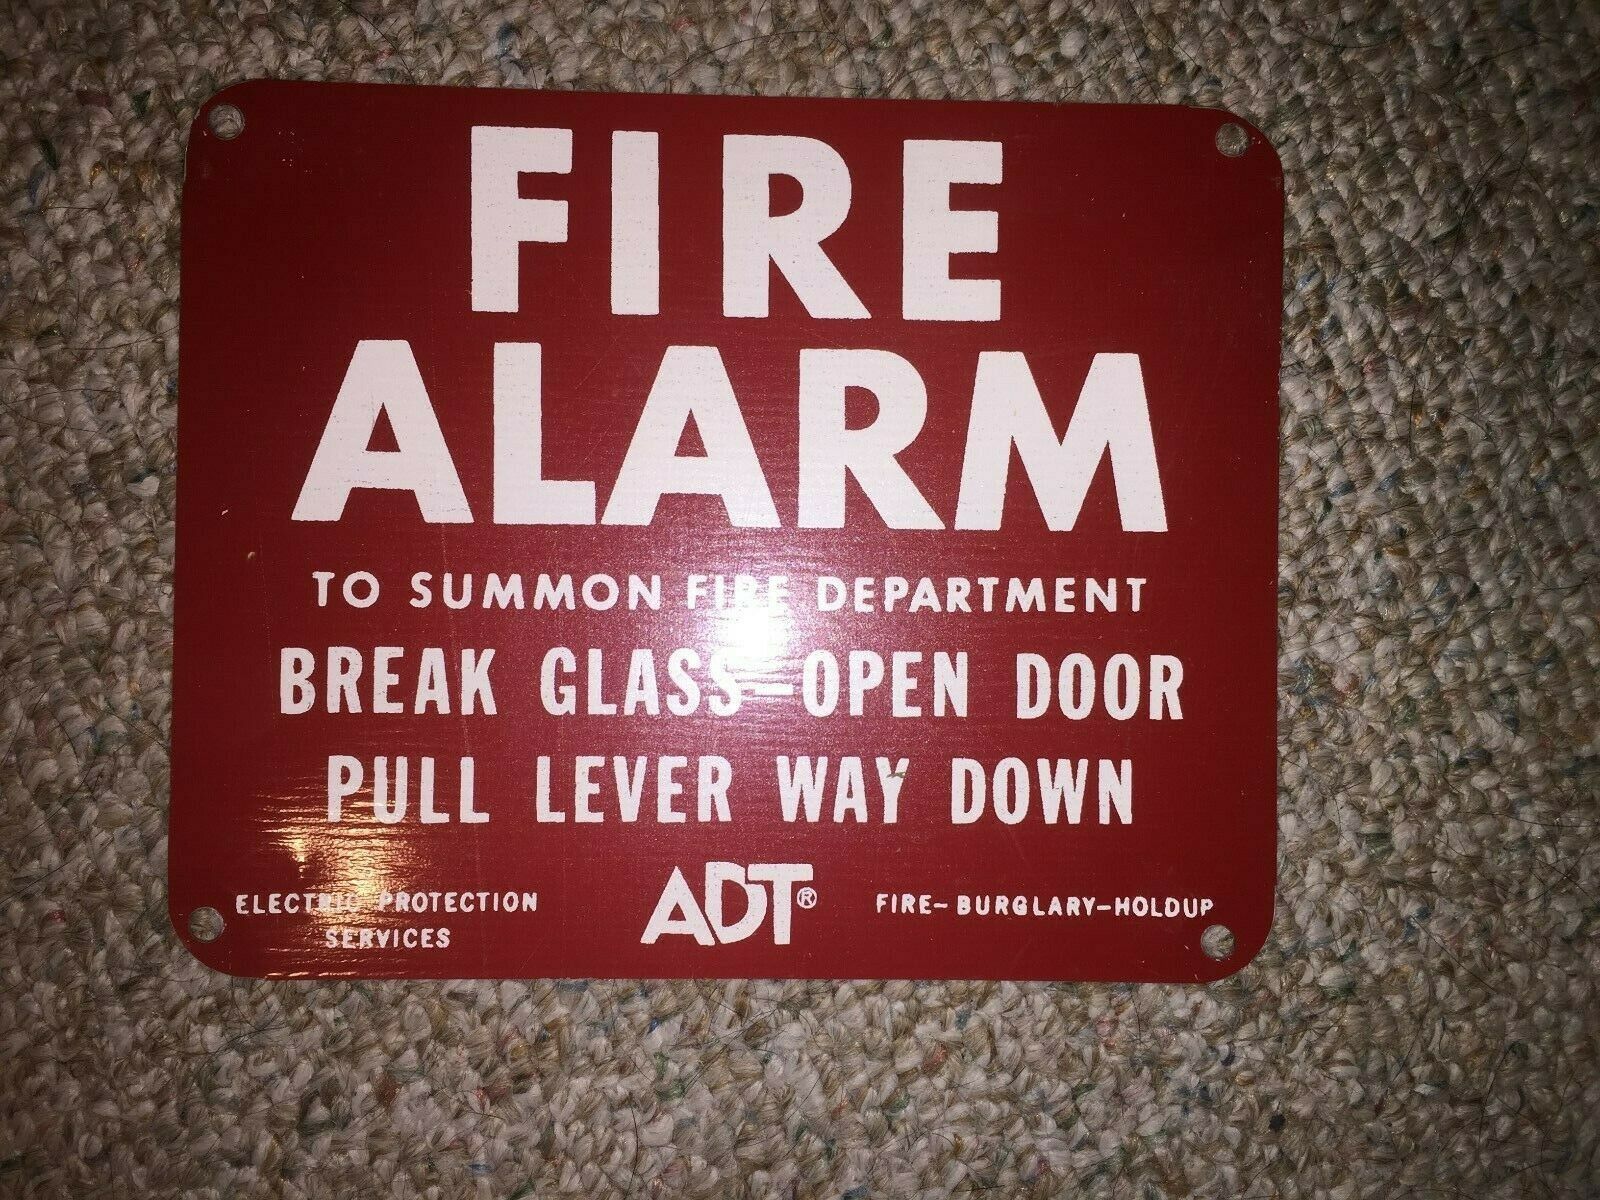 FIRE
ALARM
TO SUMMON FIRE DEPARTMENT
BREAK GLASS-OPEN DOOR
PULL LEVER WAY DOWN
ELECTRIC PROTECTION
SERVICES
ADT®
FIRE-BURGLARY-HOLDUP